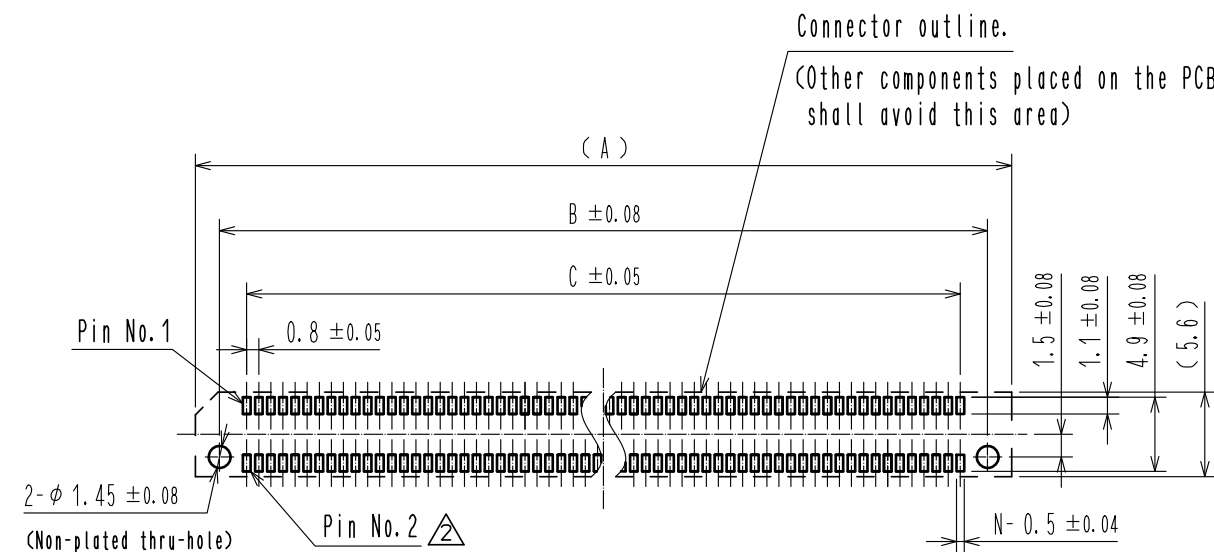 Connector outline.
(Other components placed on the PCB
shall avoid this area)
(A)
B ±0.08
C ±0.05
Pin No.1
0.8 ±0.05
1.5 ±0.08
1.1 ±0.08
4.9 ±0.08
(5.6)
2-φ 1.45 ±0.08
(Non-plated thru-hole)
Pin No.2 2
N- 0.5 ±0.04